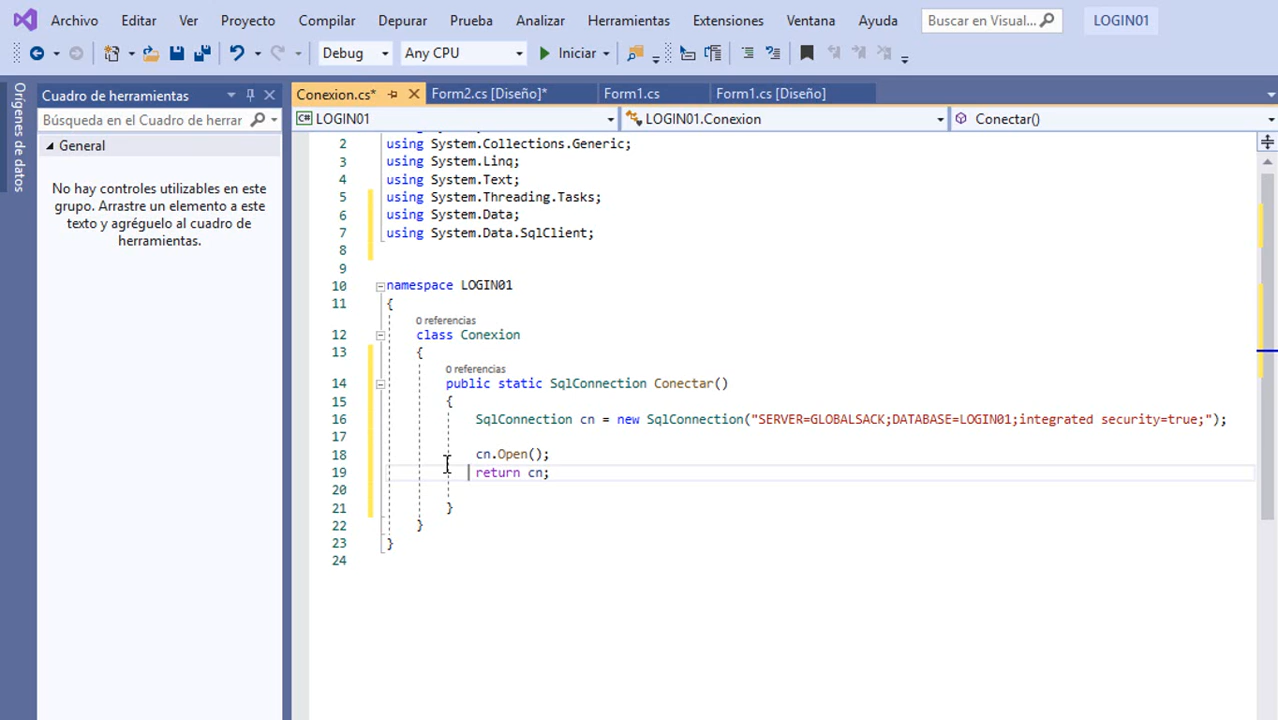 Archivo Editar Ver Proyecto Compilar Depurar Prueba Analizar Herramientas Extensiones Ventana Ayuda Buscar en Visual... LOGIN01
Debug Any CPU Iniciar
Orígenes de datos
Cuadro de herramientas
Búsqueda en el Cuadro de herrar
General
No hay controles utilizables en este
grupo. Arrastre un elemento a este
texto y agréguelo al cuadro de
herramientas.
Conexion.cs* Form2.cs [Diseño]* Form1.cs Form1.cs [Diseño]
LOGIN01 LOGIN01.Conexion Conectar()
2 using System.Collections.Generic;
3 using System.Linq;
4 using System.Text;
5 using System.Threading.Tasks;
6 using System.Data;
7 using System.Data.SqlClient;
8
9
10 namespace LOGIN01
11 {
0 referencias
12 class Conexion
13 {
0 referencias
14 public static SqlConnection Conectar()
15 {
16 SqlConnection cn = new SqlConnection("SERVER=GLOBALSACK;DATABASE=LOGIN01;integrated security=true;");
17
18 cn.Open();
19 return cn;
20
21 }
22 }
23 }
24